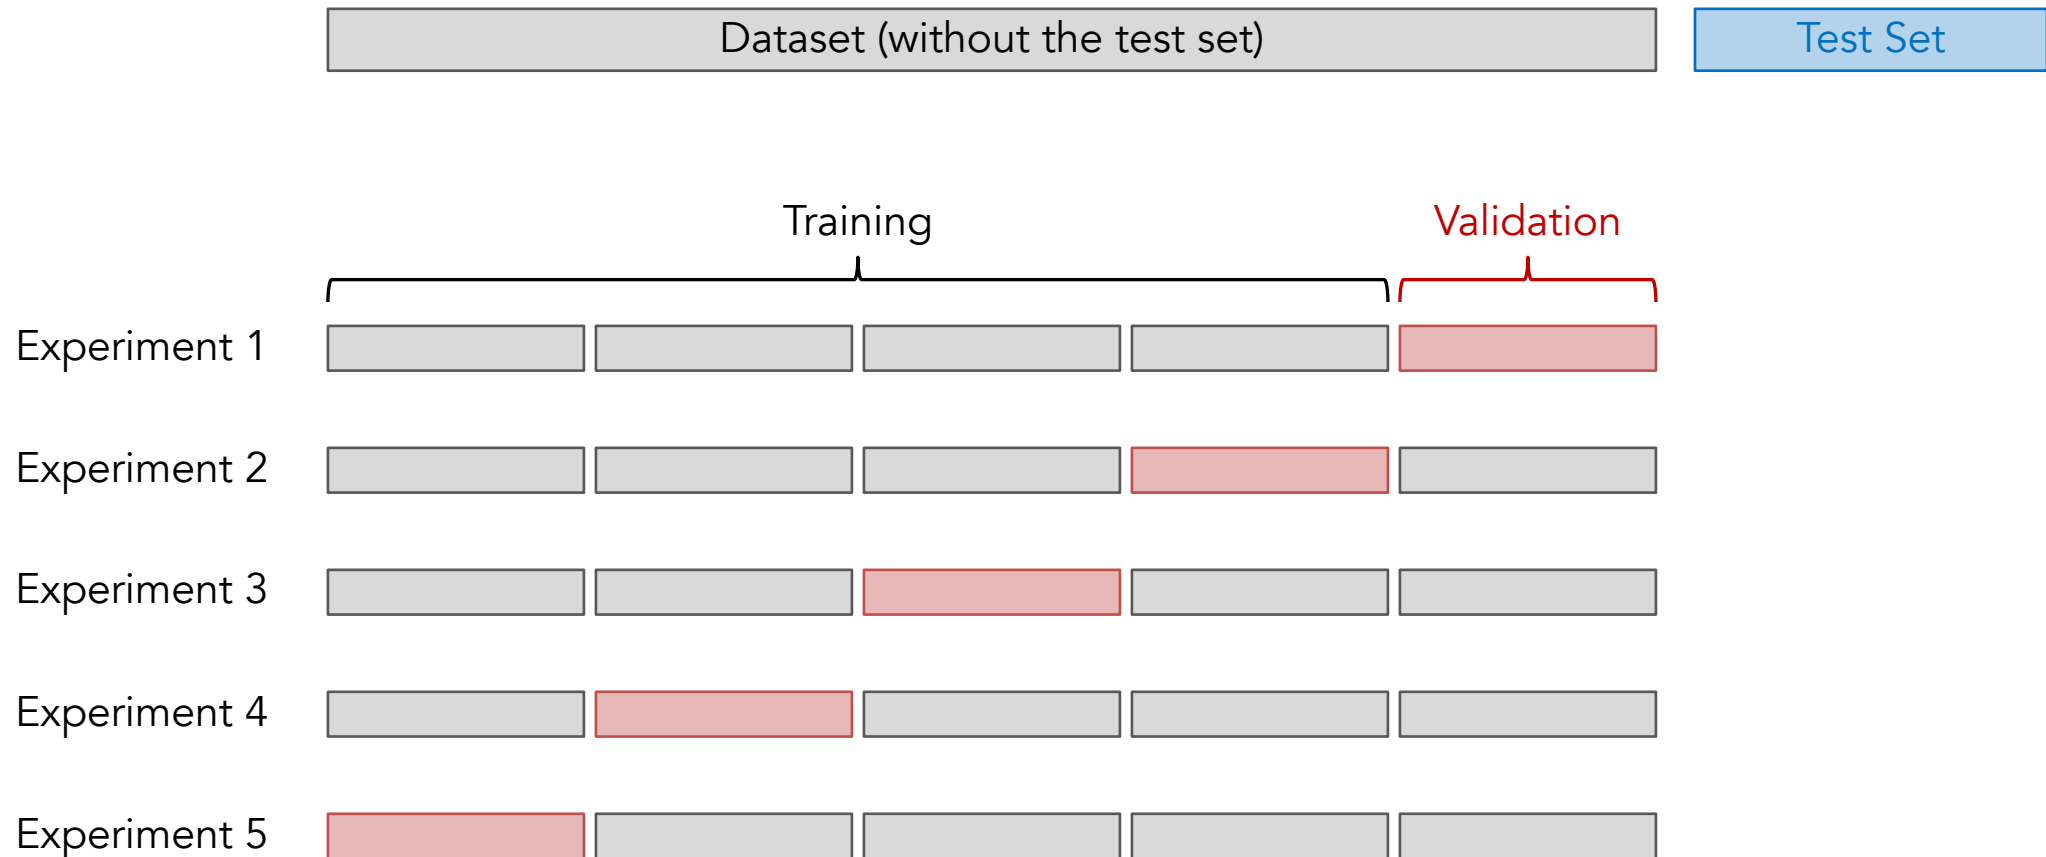 Dataset (without the test set)
Test Set
Training
Validation
Experiment 1
Experiment 2
Experiment 3
Experiment 4
Experiment 5